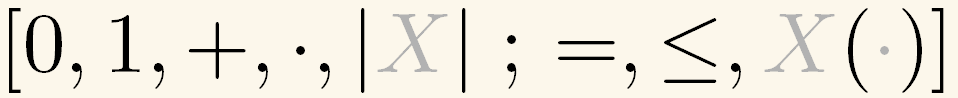 [0, 1, +, ·, |X| ; =, ≤, X(·)]